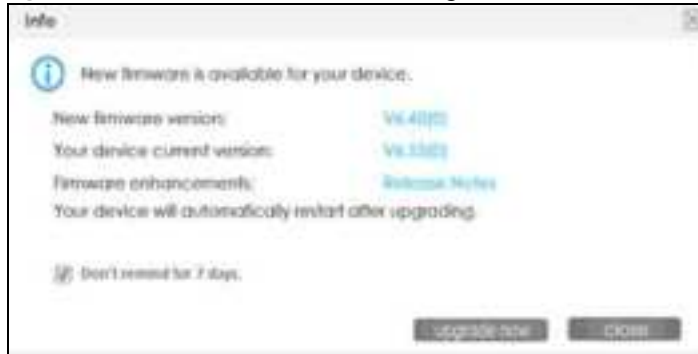 Info
New firmware is available for your device.
New firmware version:
Your device current version:
Firmware enhancements: Release Notes
Your device will automatically restart after upgrading.
Don't remind for 7 days.
upgrade now close